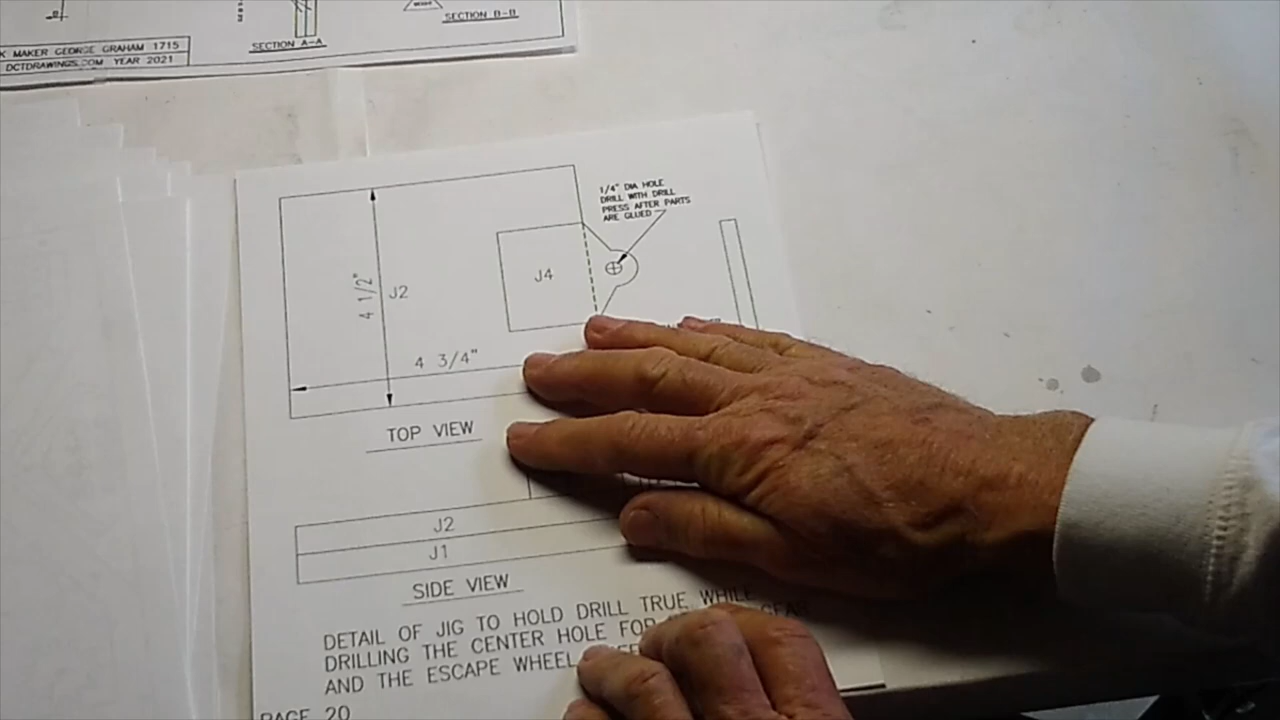 SECTION B-B
SECTION A-A
K MAKER GEORGE GRAHAM 1715
DCTDRAWINGS.COM YEAR 2021
1/4" DIA HOLE
DRILL WITH DRILL
PRESS AFTER PARTS
ARE GLUED
J4
J2
4 1/2"
4 3/4"
TOP VIEW
J2
J1
SIDE VIEW
DETAIL OF JIG TO HOLD DRILL TRUE WHILE
DRILLING THE CENTER HOLE FOR GEAR
AND THE ESCAPE WHEEL
PAGE 20